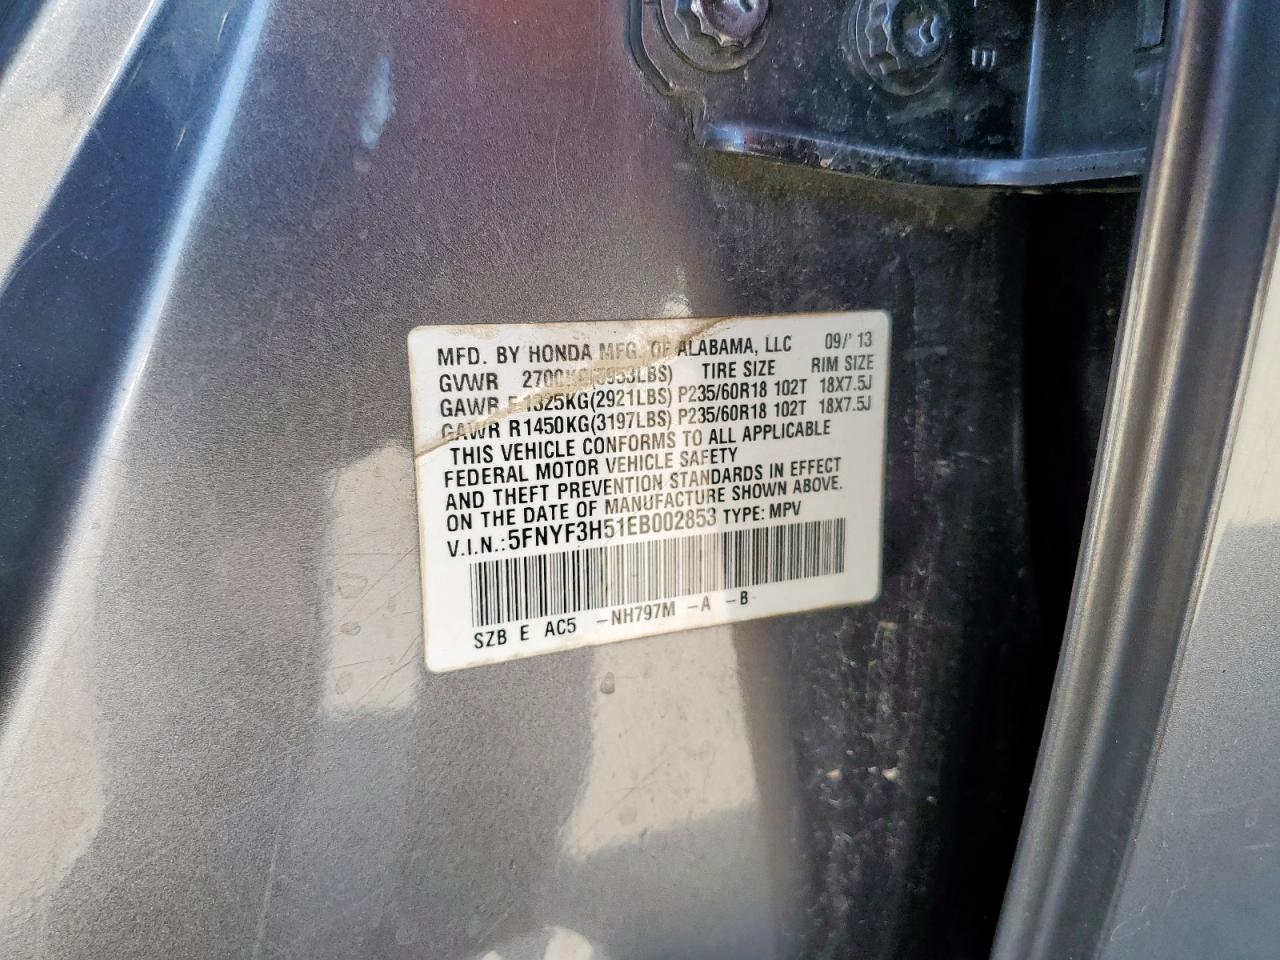 MFD. BY HONDA MFG. OF ALABAMA, LLC 09/'13
GVWR 2700KG(5953LBS) TIRE SIZE RIM SIZE
GAWR F 1325KG(2921LBS) P235/60R18 102T 18X7.5J
GAWR R1450KG(3197LBS) P235/60R18 102T 18X7.5J
THIS VEHICLE CONFORMS TO ALL APPLICABLE
FEDERAL MOTOR VEHICLE SAFETY
AND THEFT PREVENTION STANDARDS IN EFFECT
ON THE DATE OF MANUFACTURE SHOWN ABOVE.
V.I.N.: 5FNYF3H51EB002853 TYPE: MPV
SZB E AC5 -NH797M -A -B